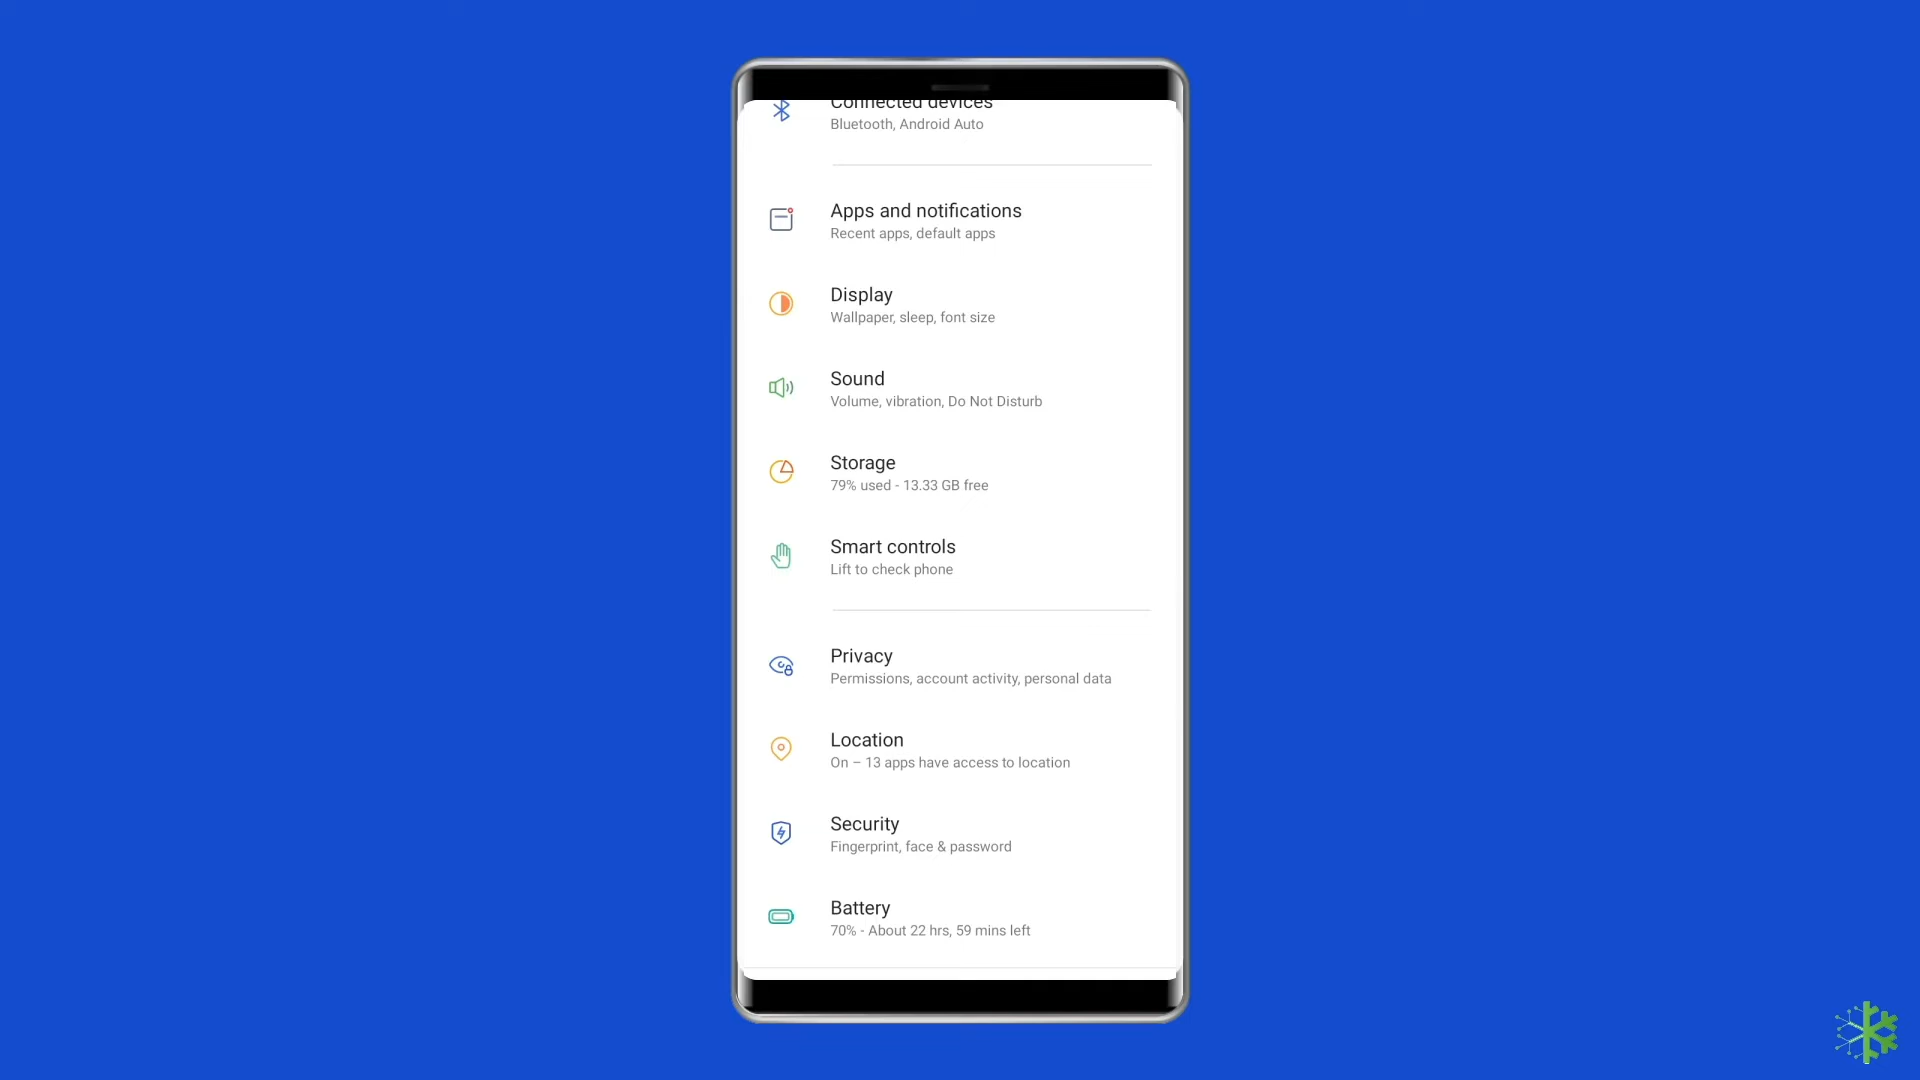 Connected devices
Bluetooth, Android Auto
Apps and notifications
Recent apps, default apps
Display
Wallpaper, sleep, font size
Sound
Volume, vibration, Do Not Disturb
Storage
79% used - 13.33 GB free
Smart controls
Lift to check phone
Privacy
Permissions, account activity, personal data
Location
On – 13 apps have access to location
Security
Fingerprint, face & password
Battery
70% - About 22 hrs, 59 mins left